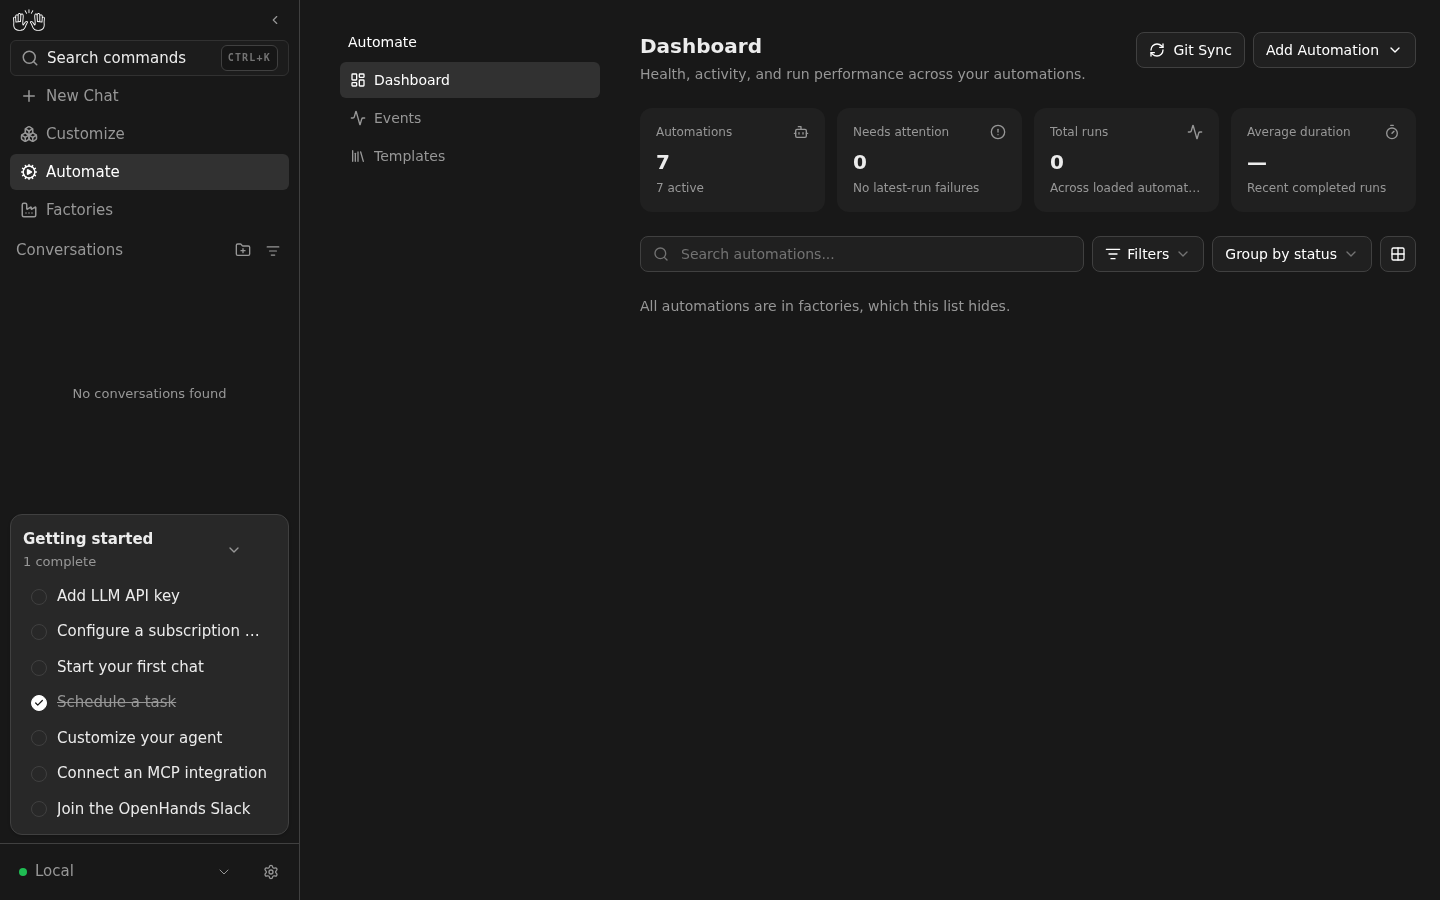 Search commands
CTRL+K
New Chat
Customize
Automate
Factories
Conversations
No conversations found
Getting started
1 complete
Add LLM API key
Configure a subscription ...
Start your first chat
Schedule a task
Customize your agent
Connect an MCP integration
Join the OpenHands Slack
Local
Automate
Dashboard
Events
Templates
Dashboard
Health, activity, and run performance across your automations.
Git Sync
Add Automation
Automations
7
7 active
Needs attention
0
No latest-run failures
Total runs
0
Across loaded automat...
Average duration
—
Recent completed runs
Search automations...
Filters
Group by status
All automations are in factories, which this list hides.